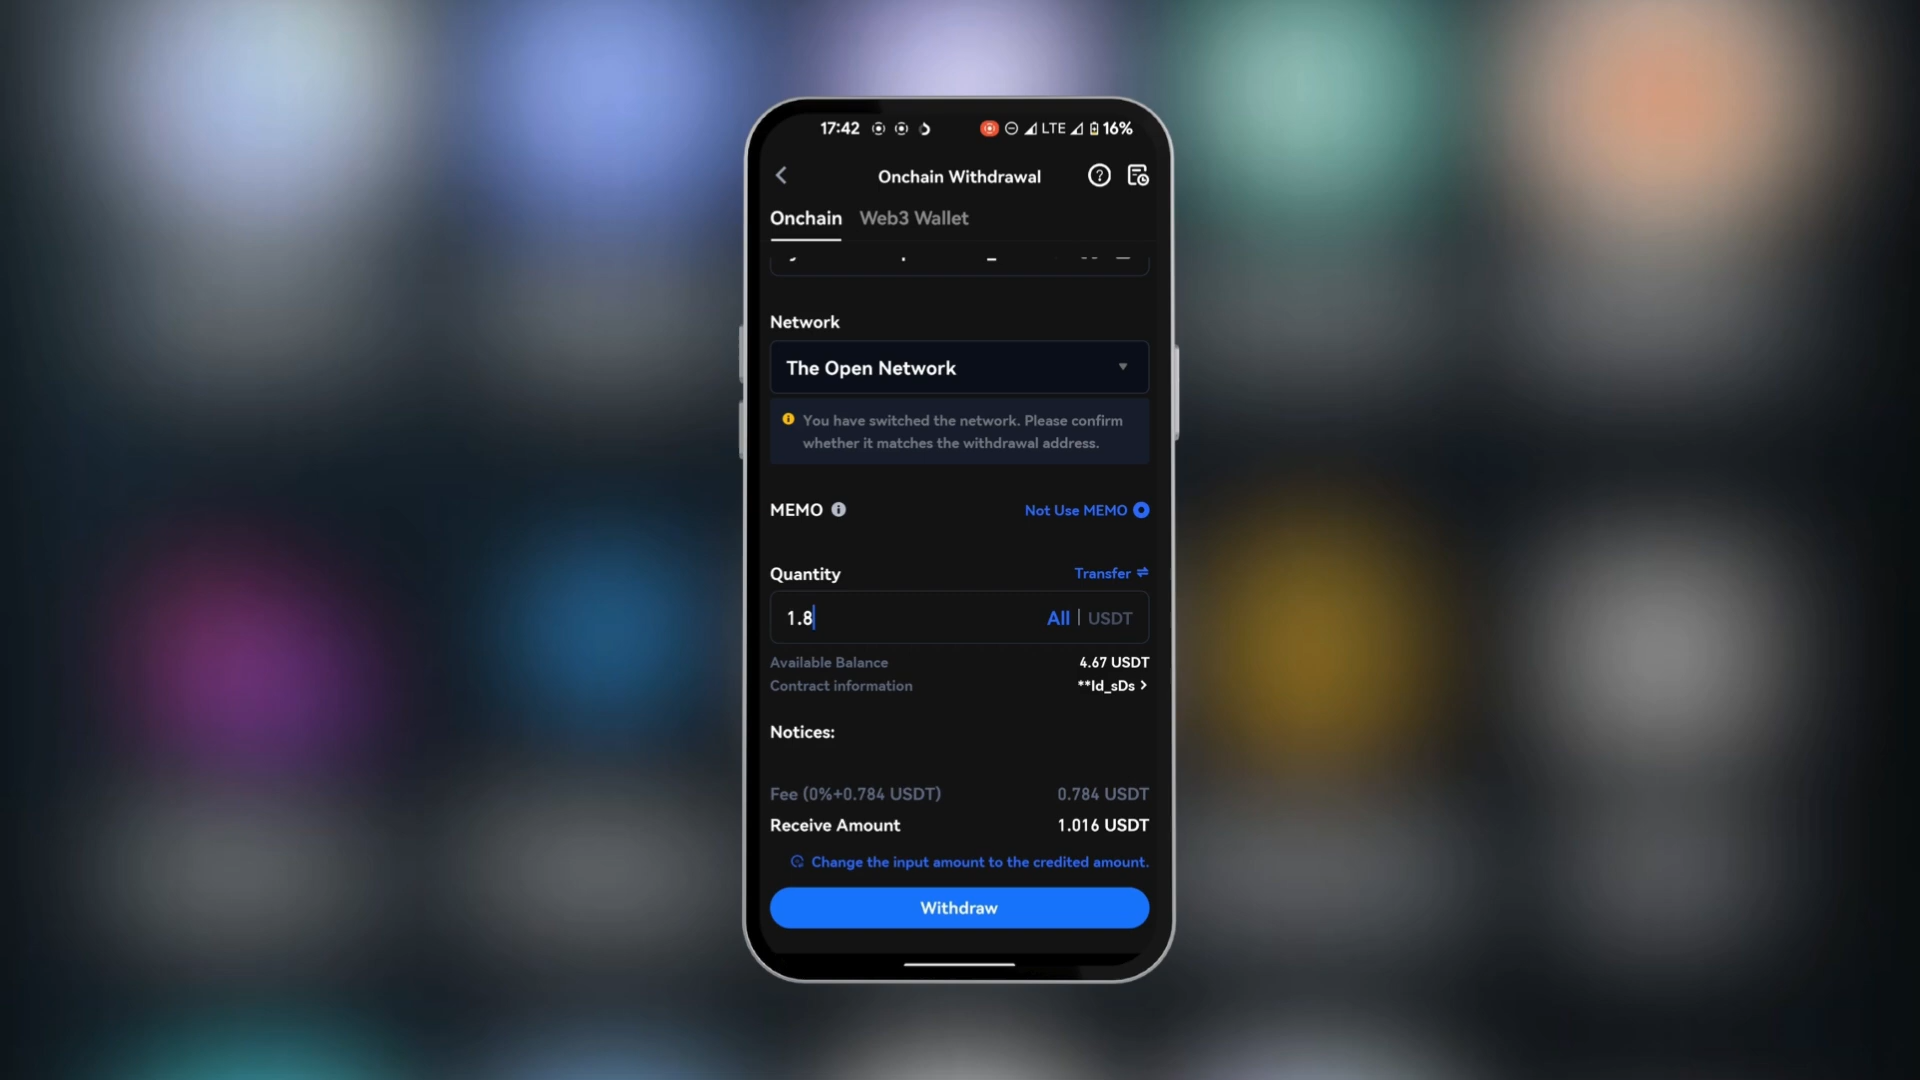 17:42 LTE 16%
Onchain Withdrawal
Onchain Web3 Wallet
Network
The Open Network
You have switched the network. Please confirm
whether it matches the withdrawal address.
MEMO Not Use MEMO
Quantity Transfer
1.8 All | USDT
Available Balance 4.67 USDT
Contract information **Id_sDs >
Notices:
Fee (0%+0.784 USDT) 0.784 USDT
Receive Amount 1.016 USDT
Change the input amount to the credited amount.
Withdraw